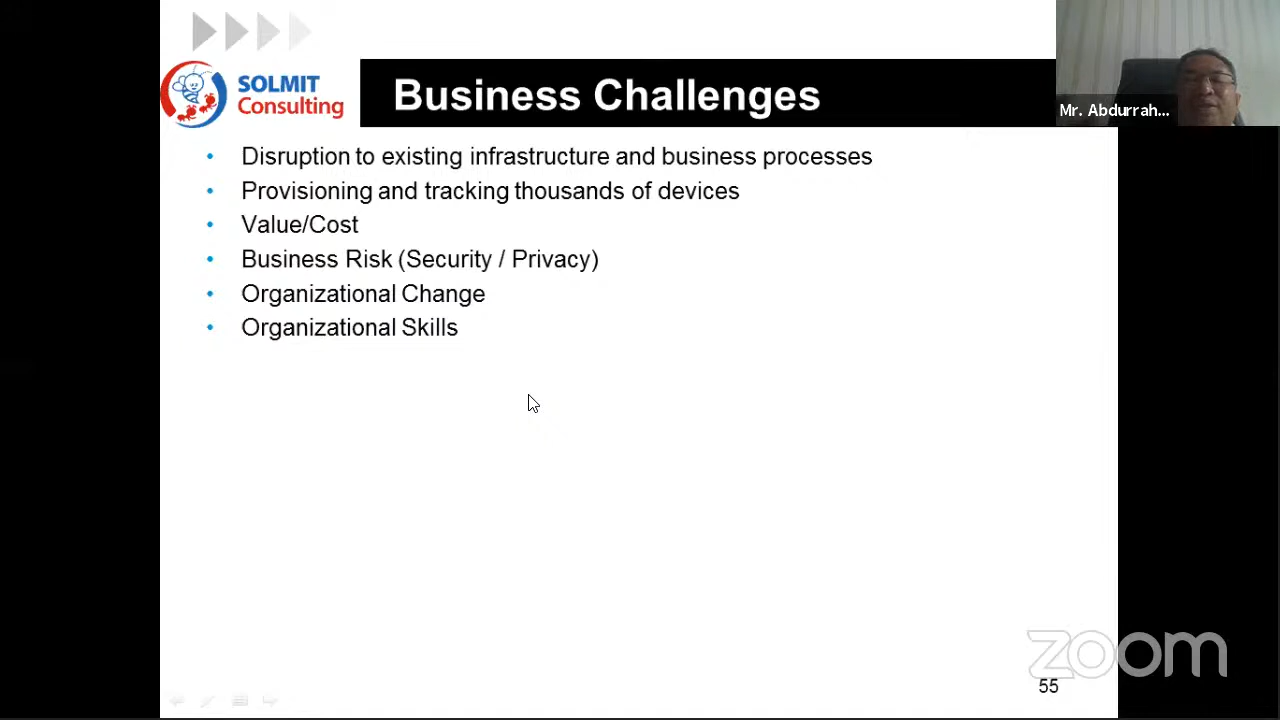 SOLMIT
Consulting
Business Challenges
Mr. Abdurrah...
• Disruption to existing infrastructure and business processes
• Provisioning and tracking thousands of devices
• Value/Cost
• Business Risk (Security / Privacy)
• Organizational Change
• Organizational Skills
zoom
55